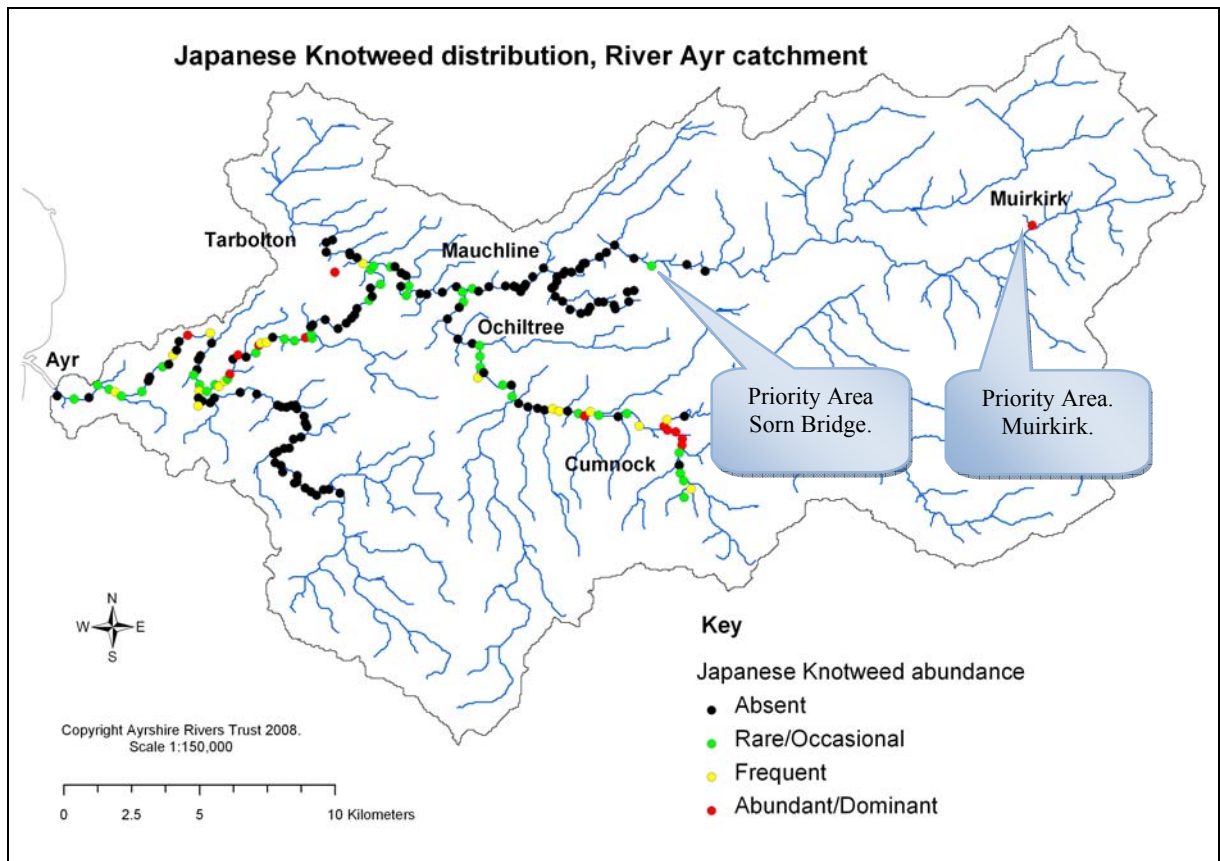 Japanese Knotweed distribution, River Ayr catchment
Muirkirk
Tarbolton
Mauchline
Ochiltree
Ayr
Priority Area
Sorn Bridge.
Priority Area.
Muirkirk.
Cumnock
N
W E
S
Key
Japanese Knotweed abundance
Absent
Rare/Occasional
Frequent
Abundant/Dominant
Copyright Ayrshire Rivers Trust 2008.
Scale 1:150,000
0 2.5 5 10 Kilometers